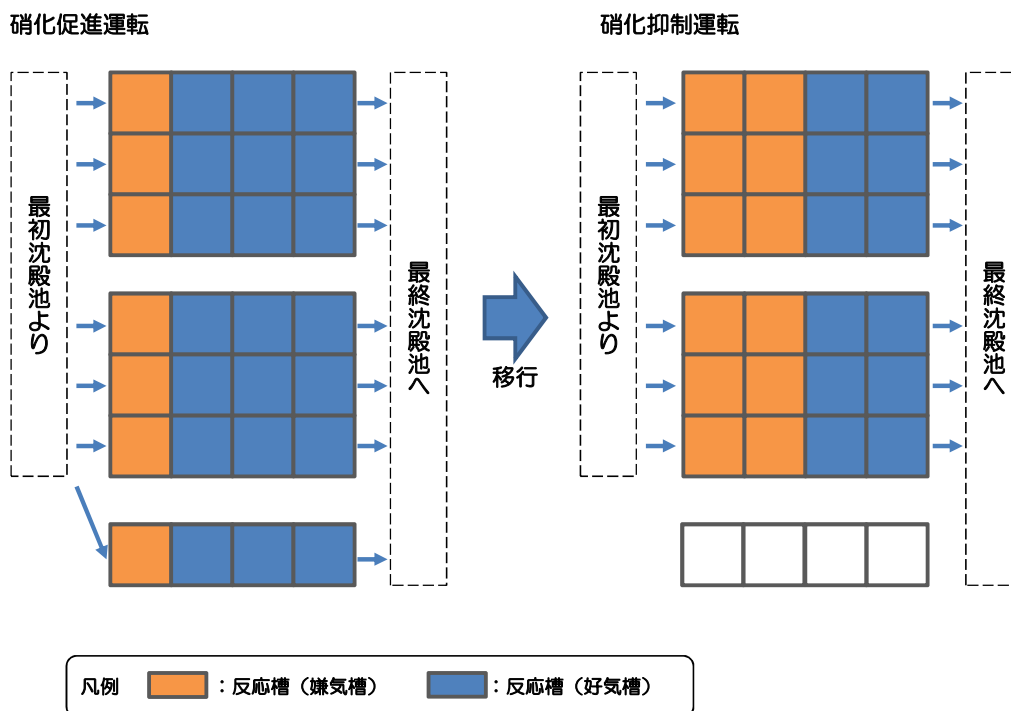 硝化促進運転
硝化抑制運転
最初沈殿池より
最終沈殿池へ
移行
最初沈殿池より
最終沈殿池へ
凡例
：反応槽（嫌気槽）
：反応槽（好気槽）